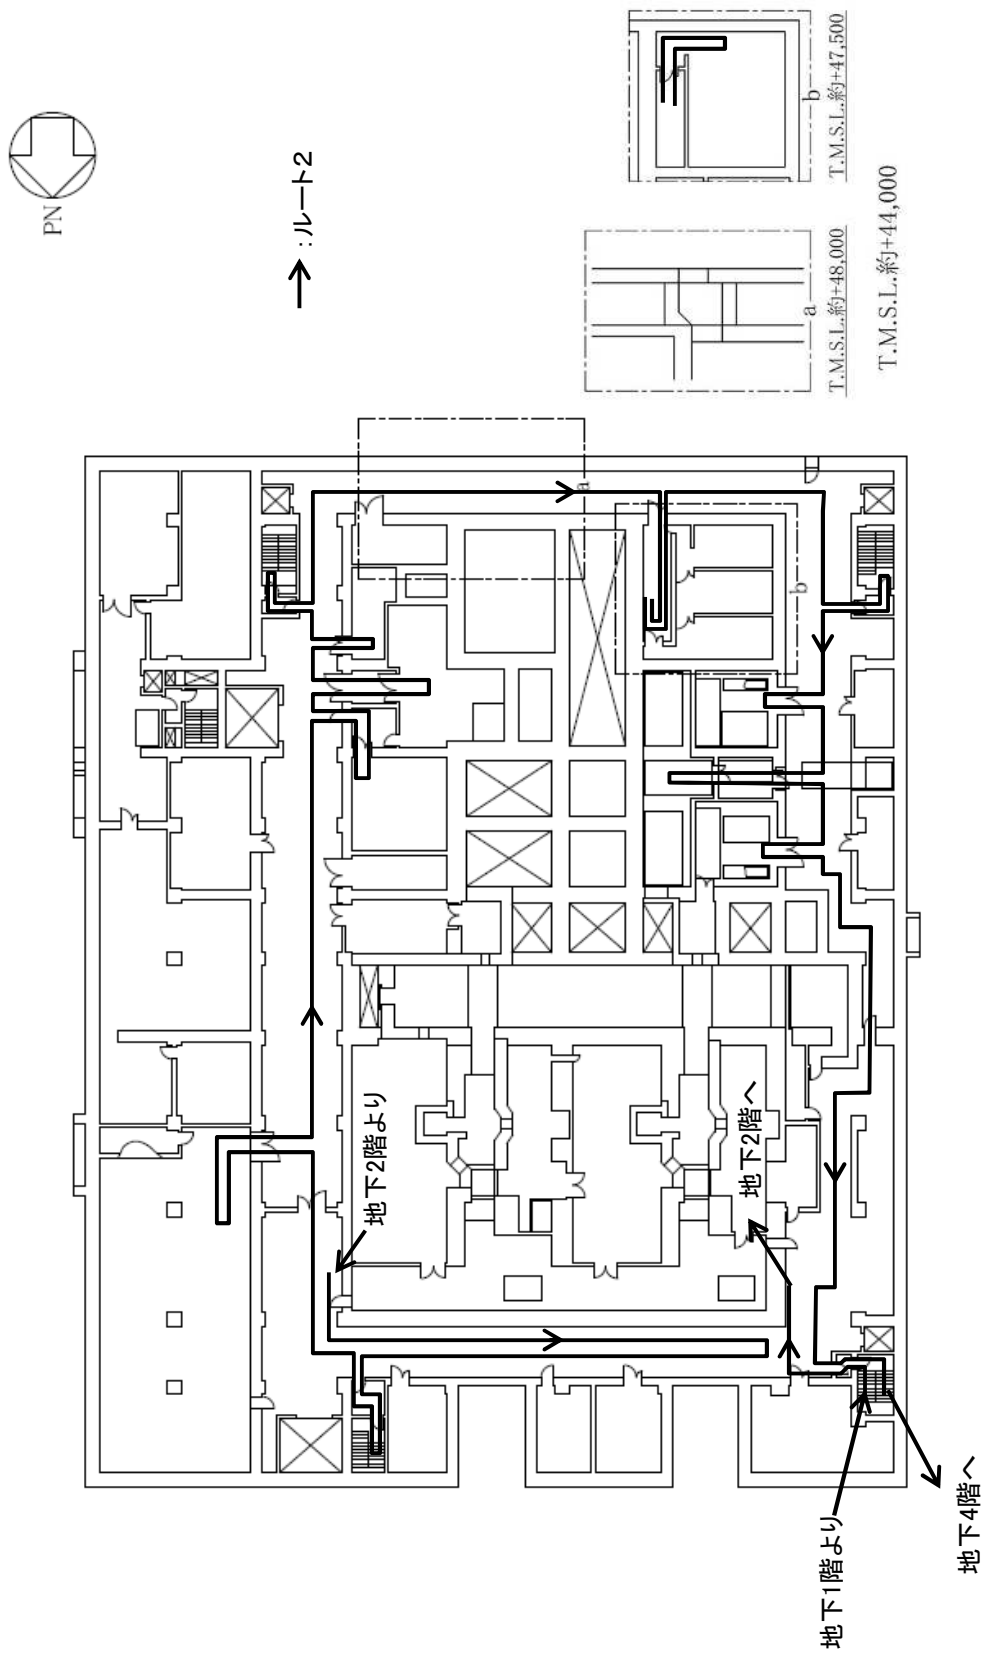 PN
：ルート2
b
T.M.S.L.約+47,500
a
T.M.S.L.約+48,000
T.M.S.L.約+44,000
a
b
地下2階より
地下2階へ
地下1階より
地下4階へ